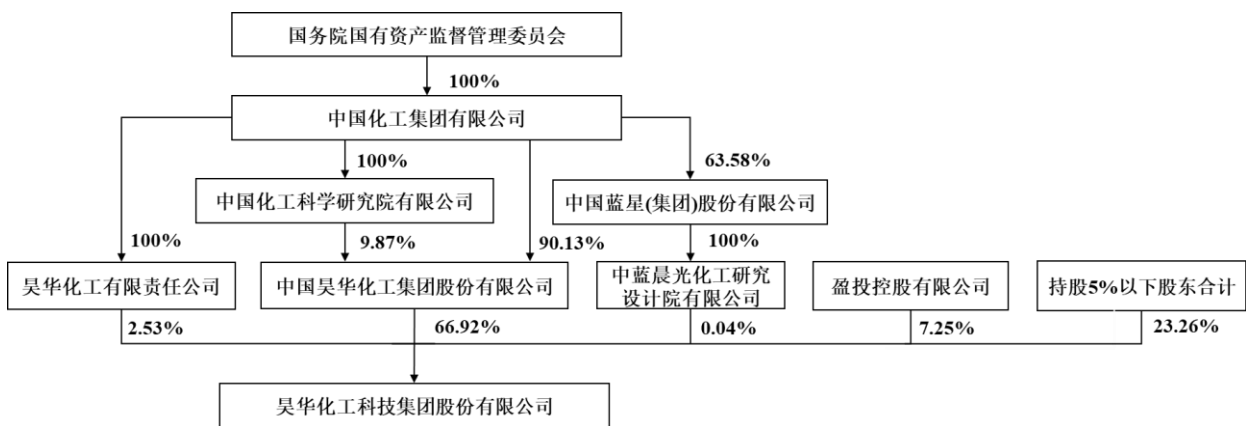 国务院国有资产监督管理委员会
100%
中国化工集团有限公司
100%
63.58%
中国化工科学研究院有限公司
中国蓝星(集团)股份有限公司
100%
9.87%
90.13%
100%
昊华化工有限责任公司
中国昊华化工集团股份有限公司
中蓝晨光化工研究
设计院有限公司
盈投控股有限公司
持股5%以下股东合计
2.53%
66.92%
0.04%
7.25%
23.26%
昊华化工科技集团股份有限公司